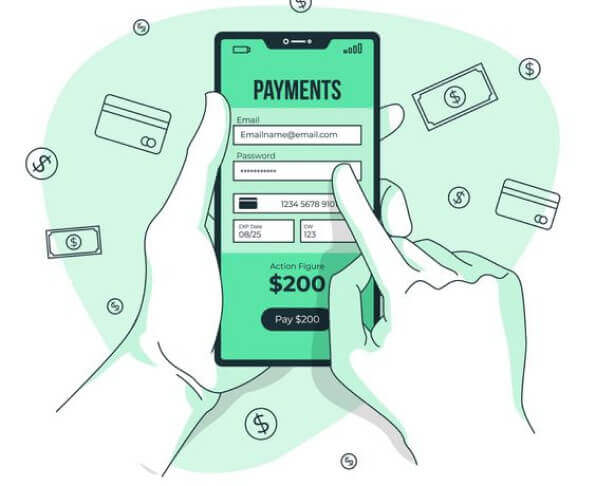 PAYMENTS
Email
Emailname@email.com
Password
***********
1234 5678 910
EXP Date
08/25
CW
123
Action Figure
$200
Pay $200
$
$
$
$
$
$
$
$
$